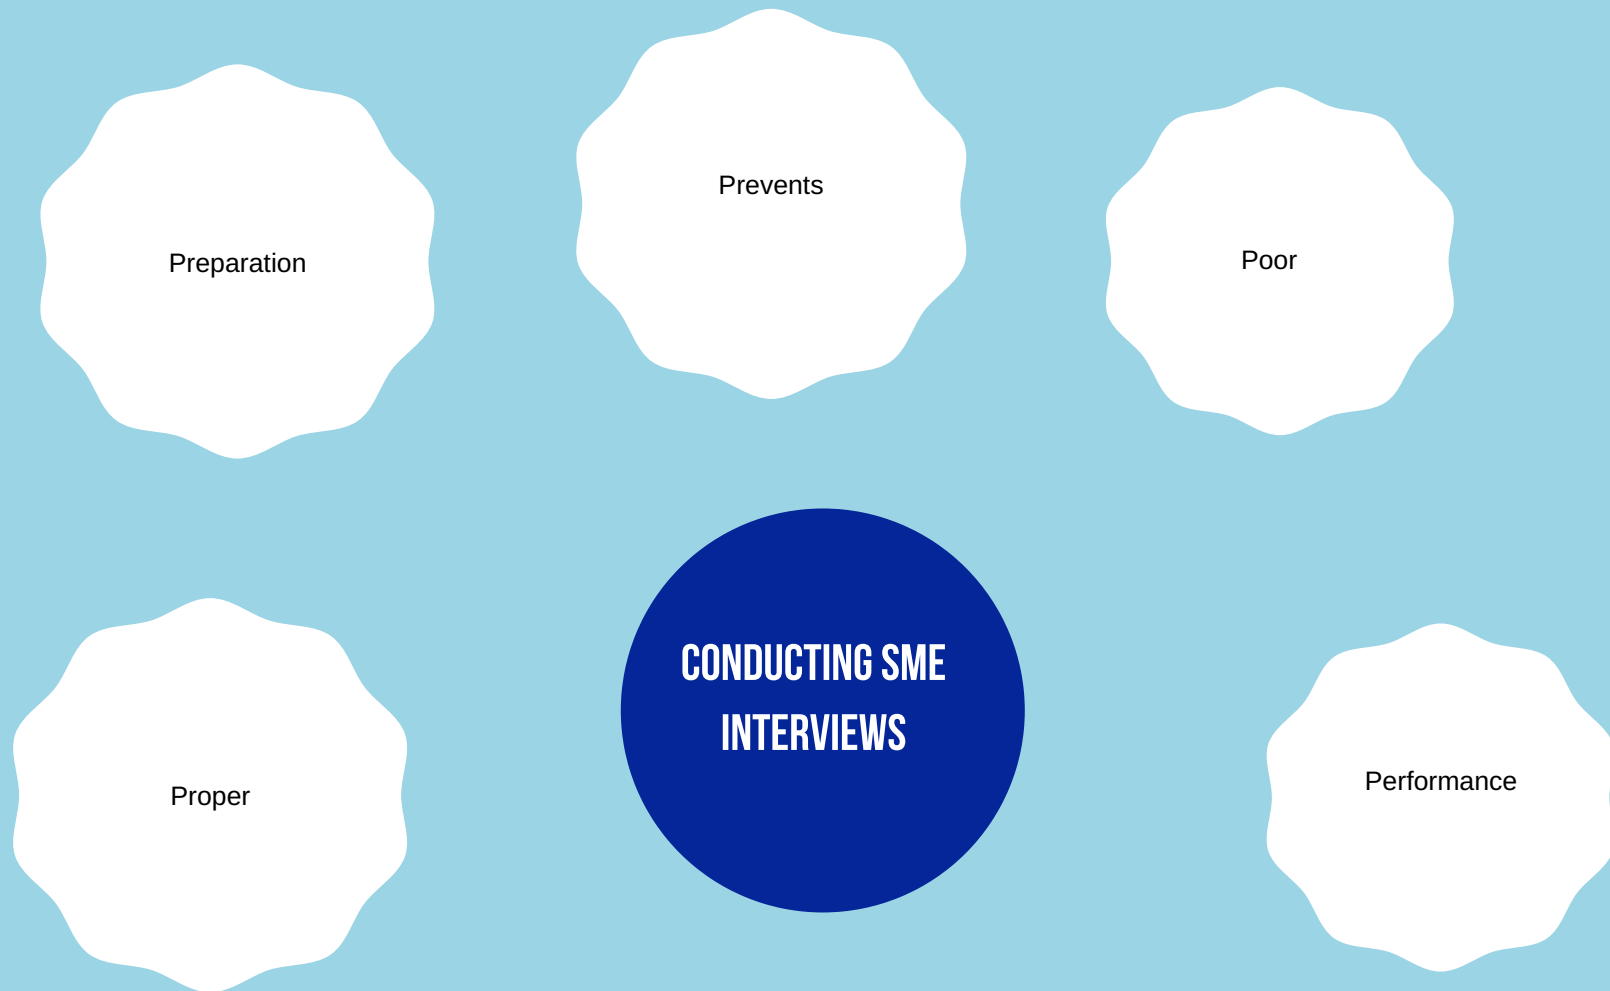 Prevents
Preparation
Poor
CONDUCTING SME
INTERVIEWS
Proper
Performance